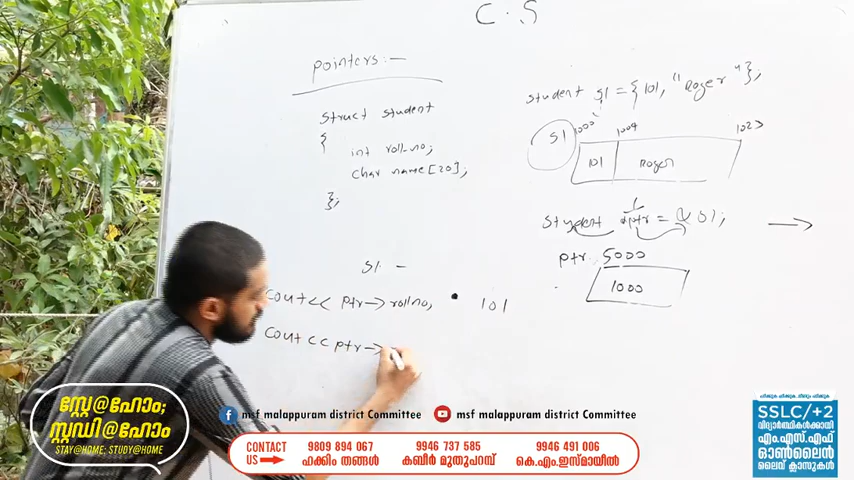 C.S
pointers:-
struct student
{
int roll-no;
char name[20];
};
student s1 = {101, "Roger"};
1000 1004 1023
s1 101 Roger
student *ptr = &s1;
ptr 5000
1000
s1 -
cout<< ptr→rollno, 101
cout<<ptr→
സ്റ്റേ@ഹോം;
സ്റ്റഡി@ഹോം
STAY@HOME; STUDY@HOME
msf malappuram district Committee msf malappuram district Committee
CONTACT US
9809 894 067
ഹക്കീം തങ്ങൾ
9946 737 585
കബീർ മുതുപറമ്പ്
9946 491 006
കെ.എം.ഇസ്മായീൽ
SSLC/+2
വിദ്യാർത്ഥികൾക്ക്
എം.എസ്.എഫ്
ഓൺലൈൻ
ലൈവ് ക്ലാസുകൾ